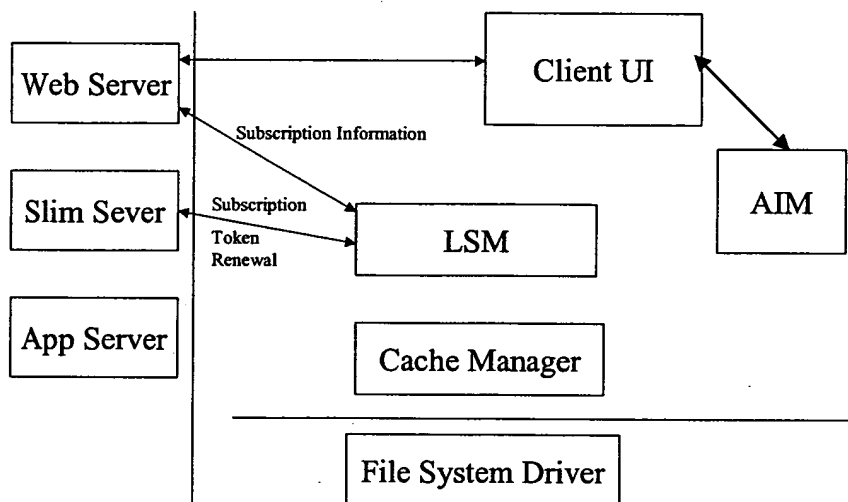 Web Server
Client UI
Subscription Information
AIM
Slim Sever
Subscription
Token
Renewal
LSM
App Server
Cache Manager
File System Driver